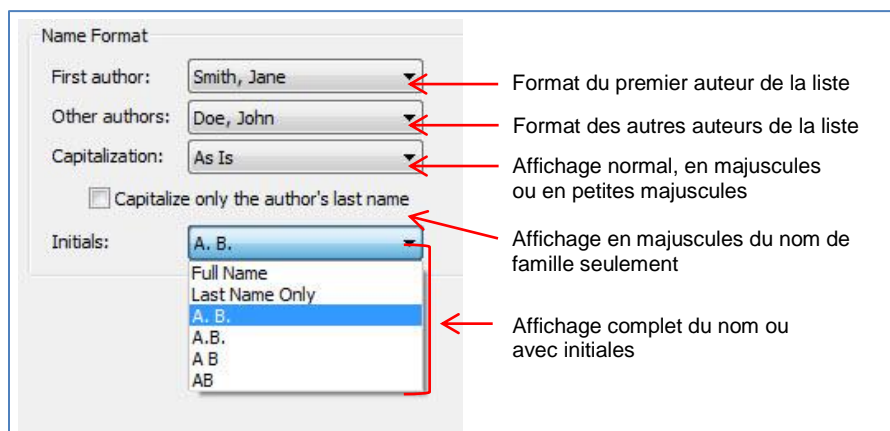 Name Format
First author: Smith, Jane
Format du premier auteur de la liste
Other authors: Doe, John
Format des autres auteurs de la liste
Capitalization: As Is
Affichage normal, en majuscules
ou en petites majuscules
Capitalize only the author's last name
Affichage en majuscules du nom de
famille seulement
Initials: A. B.
Full Name
Last Name Only
A. B.
A.B.
A B
AB
Affichage complet du nom ou
avec initiales